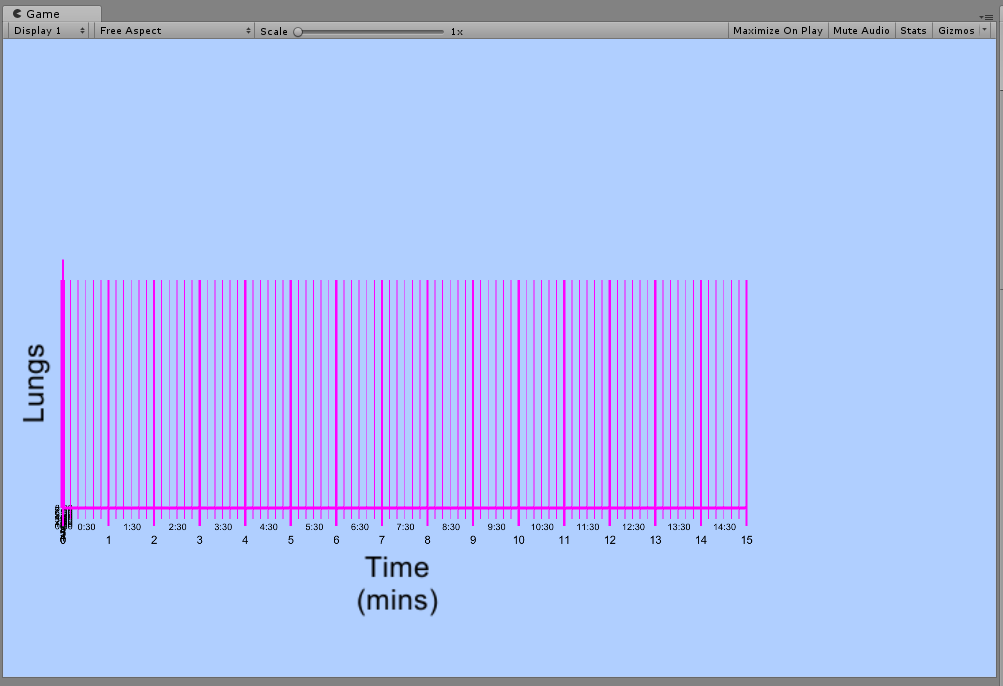 Game
Display 1 Free Aspect Scale 1x Maximize On Play Mute Audio Stats Gizmos
Lungs
0:30 1:30 2:30 3:30 4:30 5:30 6:30 7:30 8:30 9:30 10:30 11:30 12:30 13:30 14:30
0 1 2 3 4 5 6 7 8 9 10 11 12 13 14 15
Time
(mins)